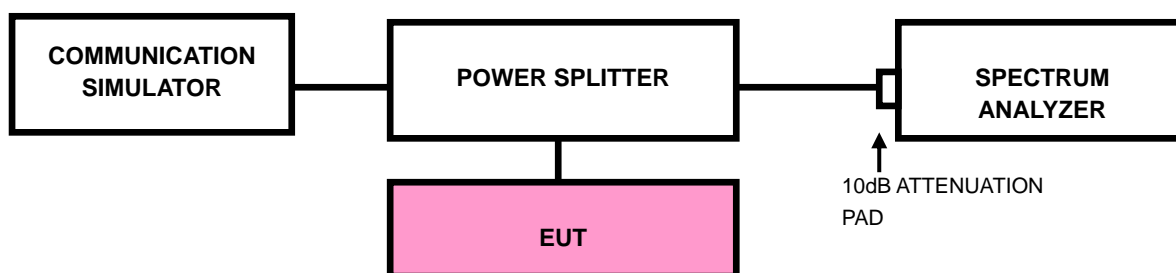 COMMUNICATION
SIMULATOR
POWER SPLITTER
SPECTRUM
ANALYZER
10dB ATTENUATION
PAD
EUT